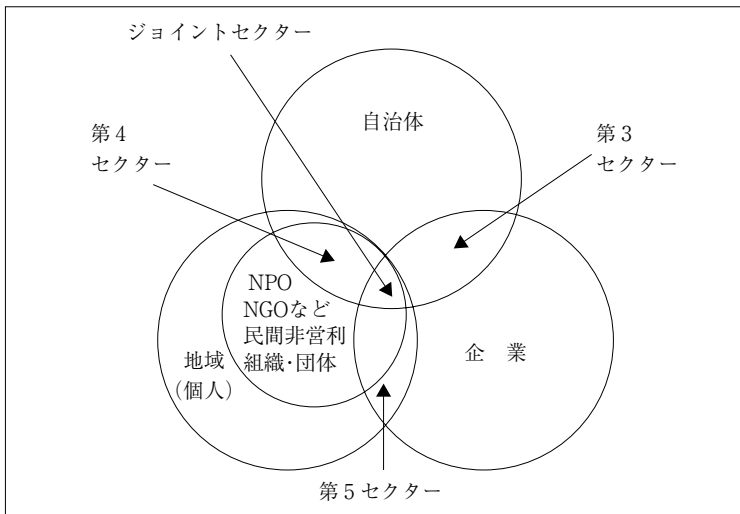 ジョイントセクター
自治体
第4
セクター
第3
セクター
NPO
NGOなど
民間非営利
組織・団体
地域
(個人)
企　業
第5セクター